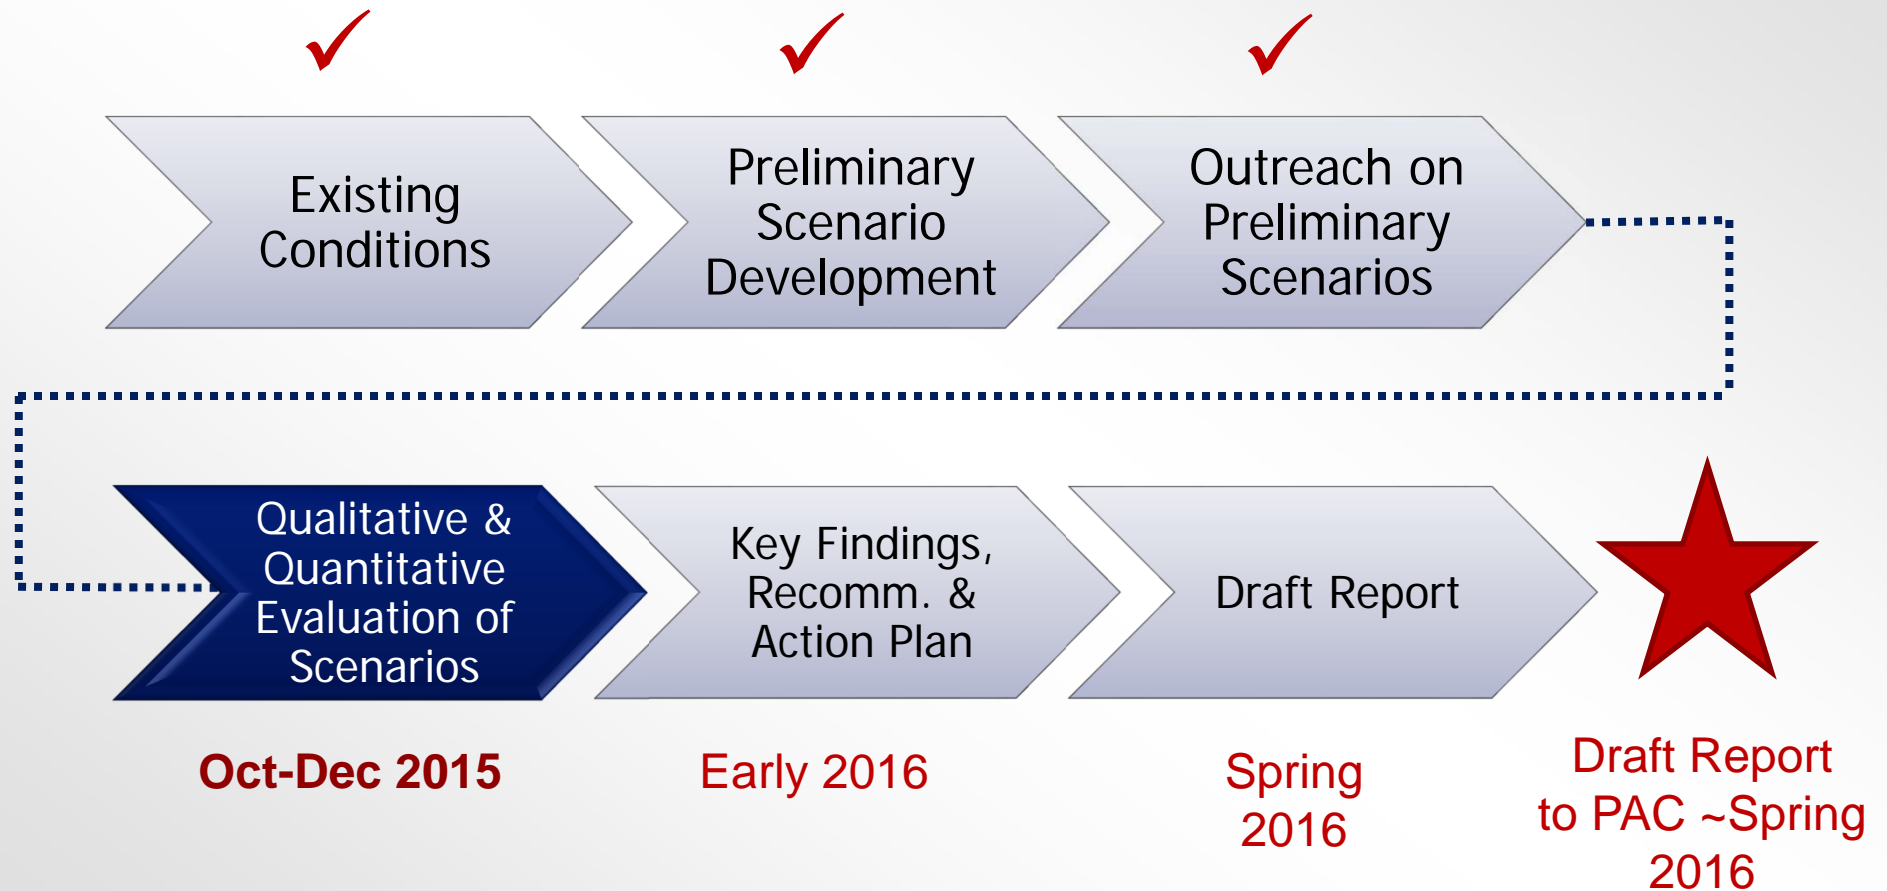 Existing
Conditions
Preliminary
Scenario
Development
Outreach on
Preliminary
Scenarios
Qualitative &
Quantitative
Evaluation of
Scenarios
Key Findings,
Recomm. &
Action Plan
Draft Report
Oct-Dec 2015
Early 2016
Spring
2016
Draft Report
to PAC ~Spring
2016